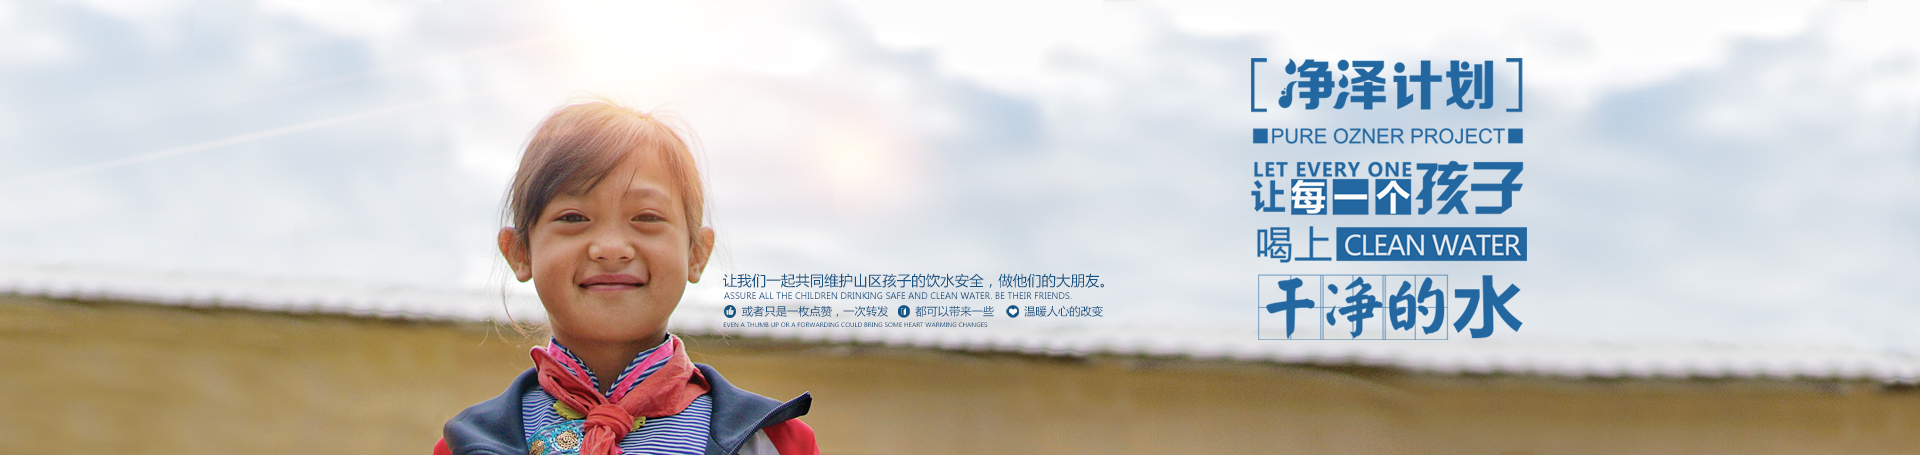 净泽计划
PURE OZNER PROJECT
LET EVERY ONE
让每一个孩子
喝上 CLEAN WATER
干净的水
让我们一起共同维护山区孩子的饮水安全，做他们的大朋友。
ASSURE ALL THE CHILDREN DRINKING SAFE AND CLEAN WATER. BE THEIR FRIENDS.
或者只是一枚点赞，一次转发 都可以带来一些 温暖人心的改变
EVEN A THUMB UP OR A FORWARDING COULD BRING SOME HEART WARMING CHANGES